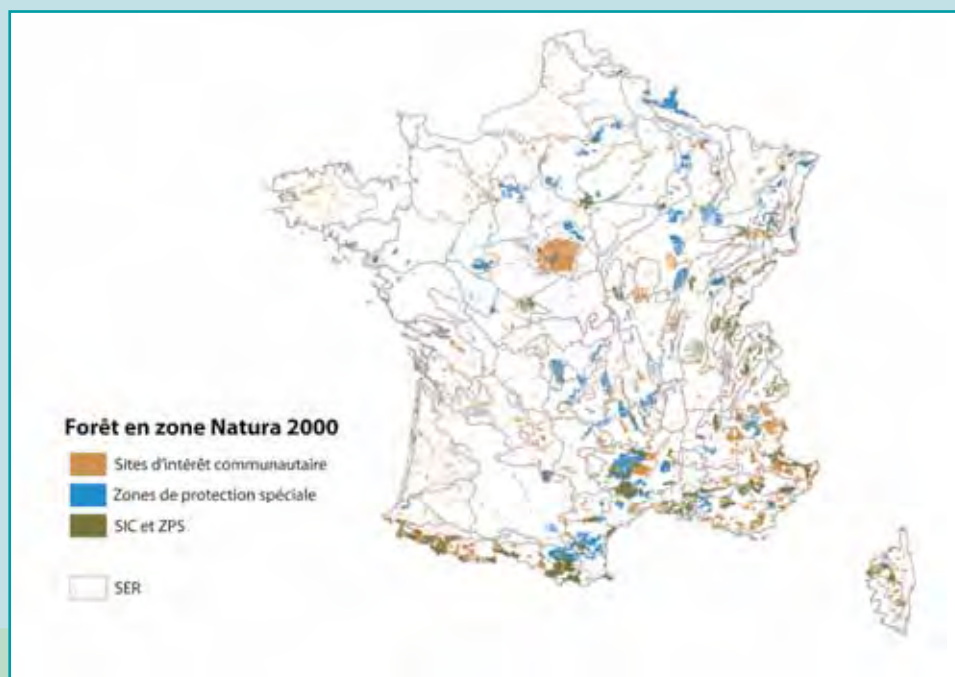 Forêt en zone Natura 2000
Sites d'intérêt communautaire
Zones de protection spéciale
SIC et ZPS
SER